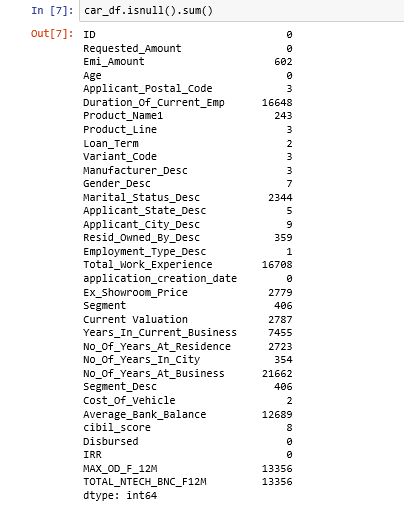 In [7]: car_df.isnull().sum()
Out[7]: ID 0
Requested_Amount 0
Emi_Amount 602
Age 0
Applicant_Postal_Code 3
Duration_Of_Current_Emp 16648
Product_Name1 243
Product_Line 3
Loan_Term 2
Variant_Code 3
Manufacturer_Desc 3
Gender_Desc 7
Marital_Status_Desc 2344
Applicant_State_Desc 5
Applicant_City_Desc 9
Resid_Owned_By_Desc 359
Employment_Type_Desc 1
Total_Work_Experience 16708
application_creation_date 0
Ex_Showroom_Price 2779
Segment 406
Current Valuation 2787
Years_In_Current_Business 7455
No_Of_Years_At_Residence 2723
No_Of_Years_In_City 354
No_Of_Years_At_Business 21662
Segment_Desc 406
Cost_Of_Vehicle 2
Average_Bank_Balance 12689
cibil_score 8
Disbursed 0
IRR 0
MAX_OD_F_12M 13356
TOTAL_NTECH_BNC_F12M 13356
dtype: int64